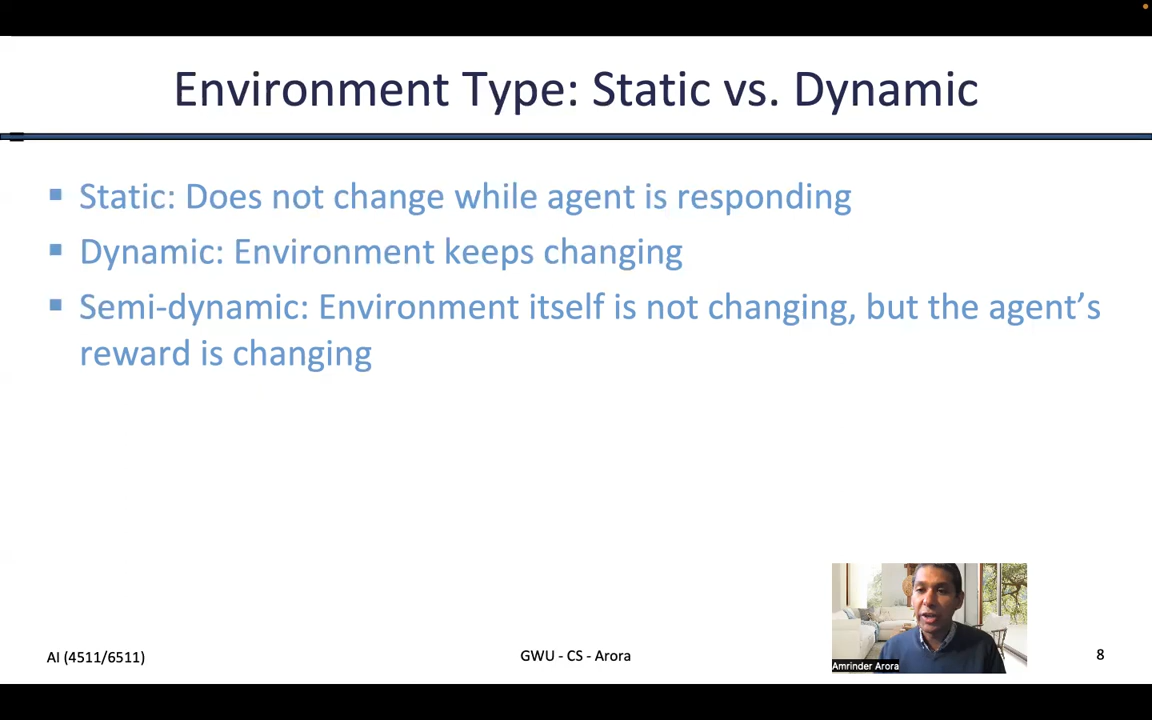 Environment Type: Static vs. Dynamic
▪ Static: Does not change while agent is responding
▪ Dynamic: Environment keeps changing
▪ Semi-dynamic: Environment itself is not changing, but the agent’s
reward is changing
Amrinder Arora
AI (4511/6511)
GWU - CS - Arora
8